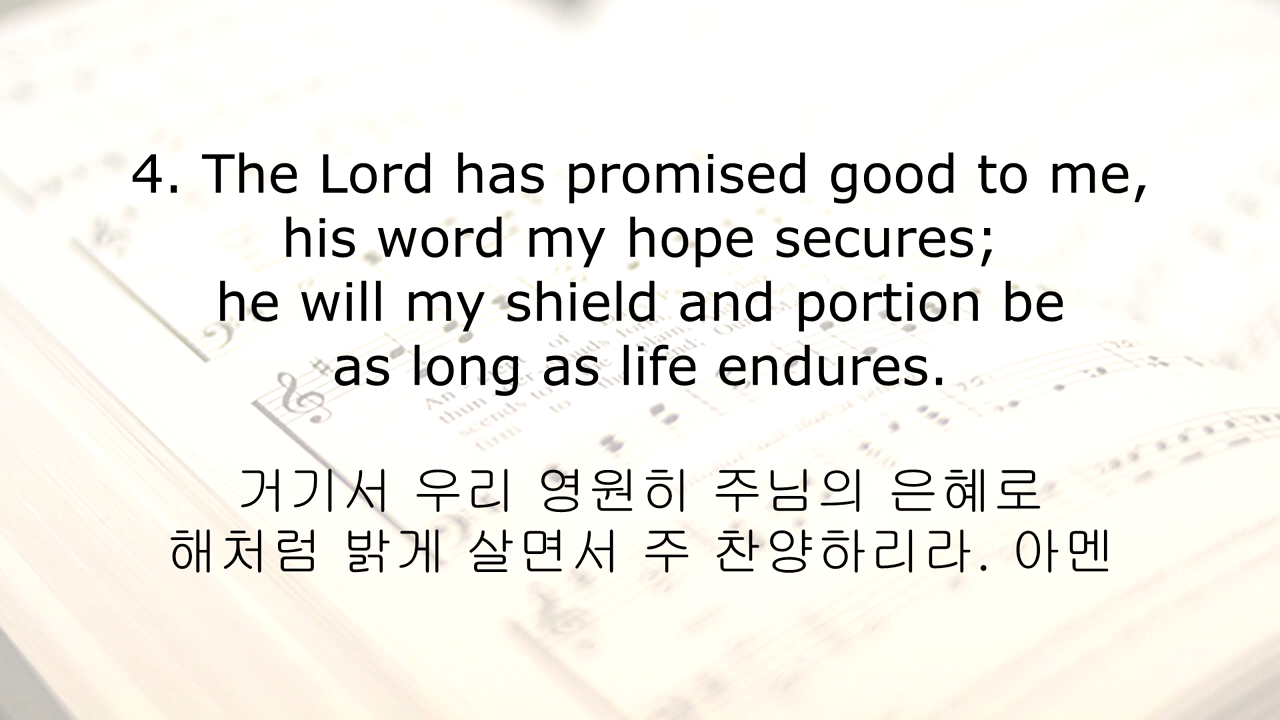 4. The Lord has promised good to me,
his word my hope secures;
he will my shield and portion be
as long as life endures.
거기서 우리 영원히 주님의 은혜로
해처럼 밝게 살면서 주 찬양하리라. 아멘